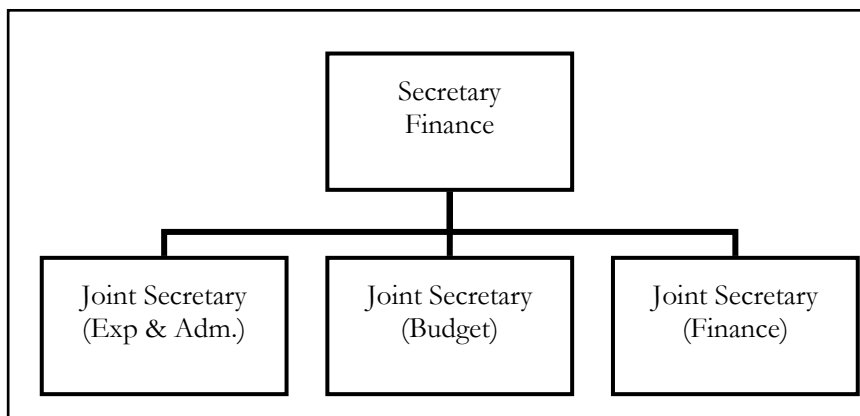 Secretary
Finance
Joint Secretary
(Exp & Adm.)
Joint Secretary
(Budget)
Joint Secretary
(Finance)